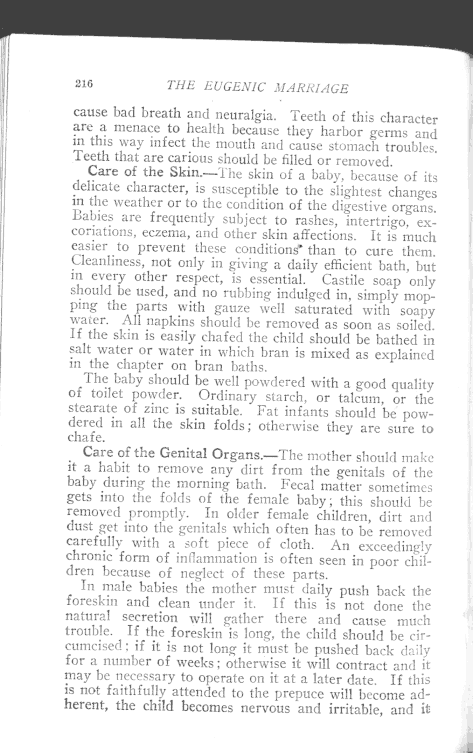 216 THE EUGENIC MARRIAGE
cause bad breath and neuralgia. Teeth of this character
are a menace to health because they harbor germs and
in this way infect the mouth and cause stomach troubles.
Teeth that are carious should be filled or removed.
Care of the Skin.—The skin of a baby, because of its
delicate character, is susceptible to the slightest changes
in the weather or to the condition of the digestive organs.
Babies are frequently subject to rashes, intertrigo, ex-
coriations, eczema, and other skin affections. It is much
easier to prevent these conditions than to cure them.
Cleanliness, not only in giving a daily efficient bath, but
in every other respect, is essential. Castile soap only
should be used, and no rubbing indulged in, simply mop-
ping the parts with gauze well saturated with soapy
water. All napkins should be removed as soon as soiled.
If the skin is easily chafed the child should be bathed in
salt water or water in which bran is mixed as explained
in the chapter on bran baths.
The baby should be well powdered with a good quality
of toilet powder. Ordinary starch, or talcum, or the
stearate of zinc is suitable. Fat infants should be pow-
dered in all the skin folds; otherwise they are sure to
chafe.
Care of the Genital Organs.—The mother should make
it a habit to remove any dirt from the genitals of the
baby during the morning bath. Fecal matter sometimes
gets into the folds of the female baby; this should be
removed promptly. In older female children, dirt and
dust get into the genitals which often has to be removed
carefully with a soft piece of cloth. An exceedingly
chronic form of inflammation is often seen in poor chil-
dren because of neglect of these parts.
In male babies the mother must daily push back the
foreskin and clean under it. If this is not done the
natural secretion will gather there and cause much
trouble. If the foreskin is long, the child should be cir-
cumcised; if it is not long it must be pushed back daily
for a number of weeks; otherwise it will contract and it
may be necessary to operate on it at a later date. If this
is not faithfully attended to the prepuce will become ad-
herent, the child becomes nervous and irritable, and it